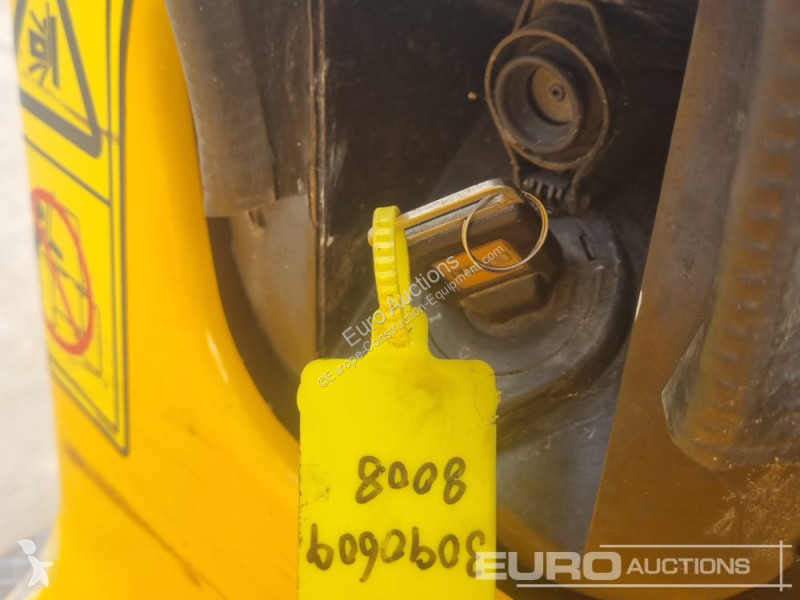 3090609
8008
Euro Auctions
©Europe-Construction-Equipment.com
EURO AUCTIONS